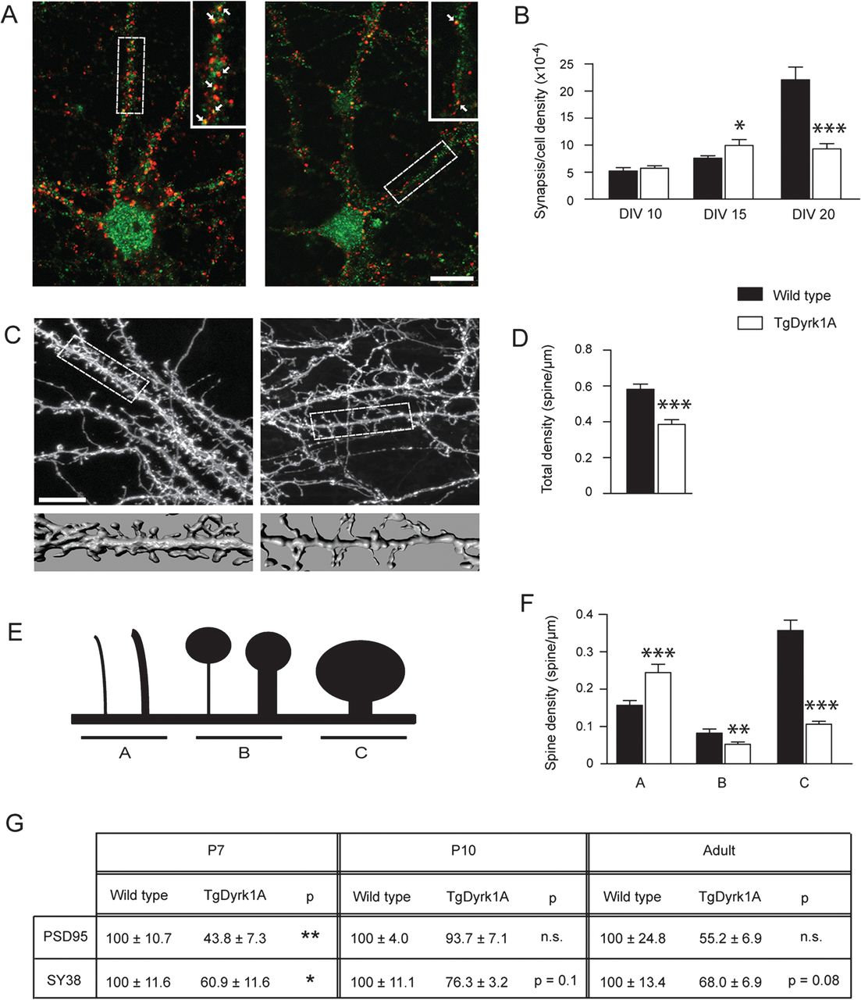 A
B
Synapsis/cell density (x10-4)
25
20
15
10
5
0
*
***
DIV 10
DIV 15
DIV 20
Wild type
TgDyrk1A
C
D
Total density (spine/µm)
0.8
0.6
0.4
0.2
0
***
E
A
B
C
F
Spine density (spine/µm)
0.4
0.3
0.2
0.1
0
***
**
***
A
B
C
G
P7 P10 Adult
Wild type TgDyrk1A p Wild type TgDyrk1A p Wild type TgDyrk1A p
PSD95 100 ± 10.7 43.8 ± 7.3 ** 100 ± 4.0 93.7 ± 7.1 n.s. 100 ± 24.8 55.2 ± 6.9 n.s.
SY38 100 ± 11.6 60.9 ± 11.6 * 100 ± 11.1 76.3 ± 3.2 p = 0.1 100 ± 13.4 68.0 ± 6.9 p = 0.08